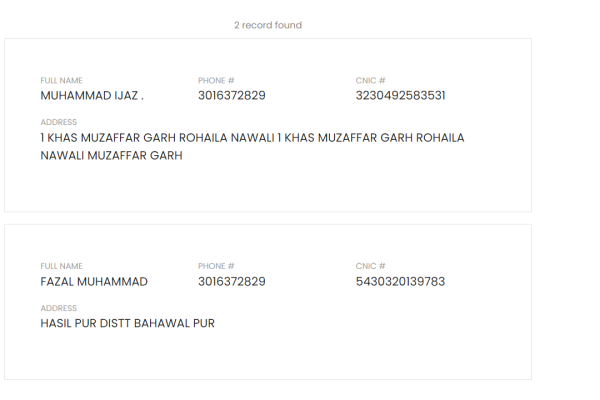 2 record found
FULL NAME PHONE # CNIC #
MUHAMMAD IJAZ . 3016372829 3230492583531
ADDRESS
1 KHAS MUZAFFAR GARH ROHAILA NAWALI 1 KHAS MUZAFFAR GARH ROHAILA
NAWALI MUZAFFAR GARH
FULL NAME PHONE # CNIC #
FAZAL MUHAMMAD 3016372829 5430320139783
ADDRESS
HASIL PUR DISTT BAHAWAL PUR